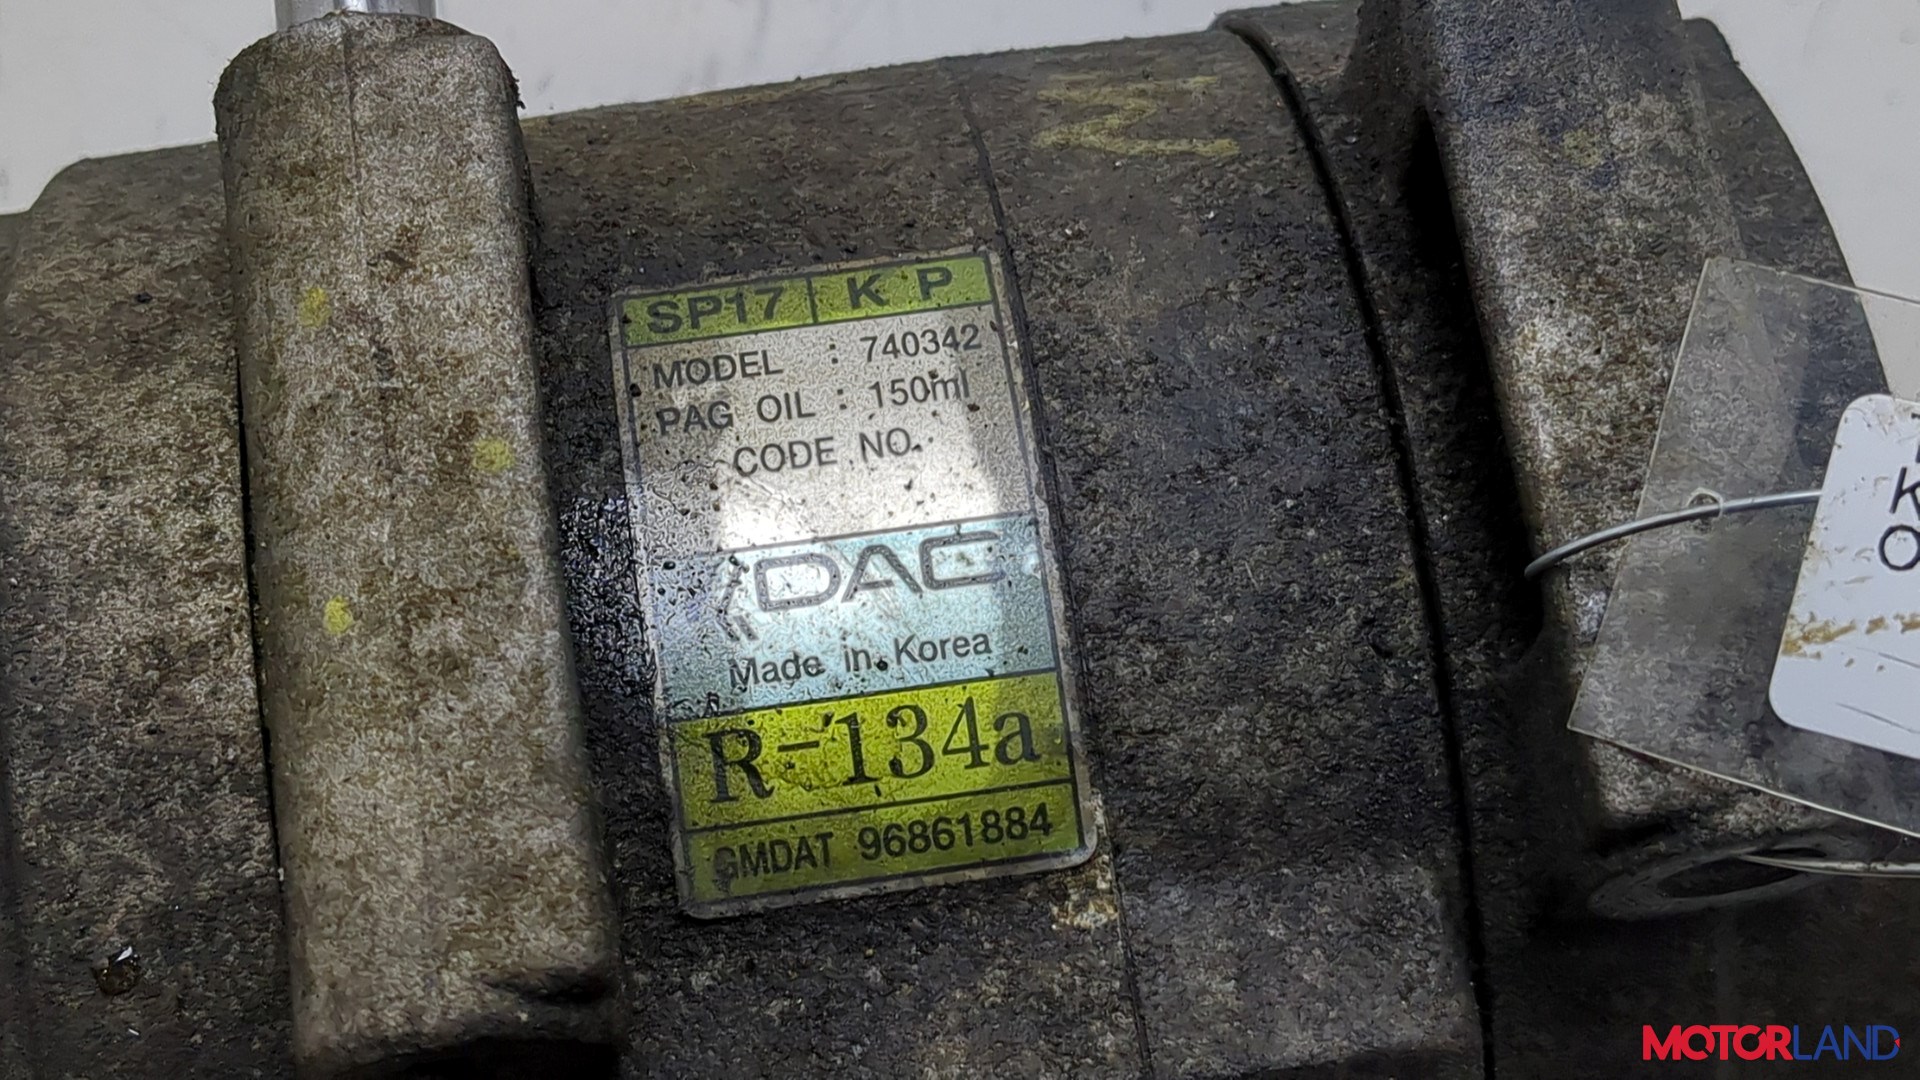 SP17 K P
MODEL : 740342
PAG OIL : 150ml
CODE NO.
DAC
Made in Korea
R-134a
GMDAT 96861884
K
O
MOTORLAND